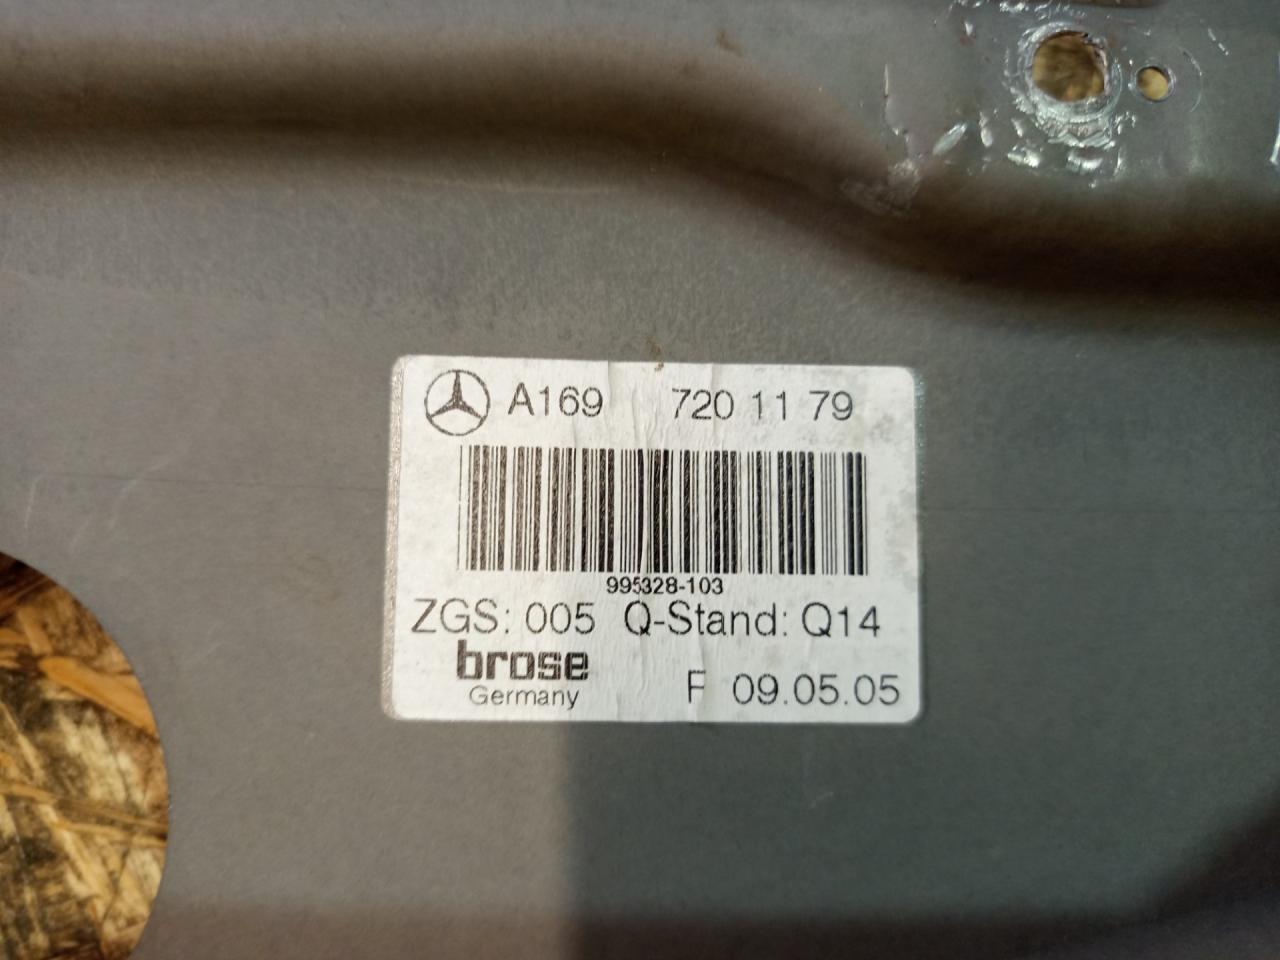 A169 720 11 79
995328-103
ZGS: 005 Q-Stand: Q14
brose
Germany
F 09.05.05